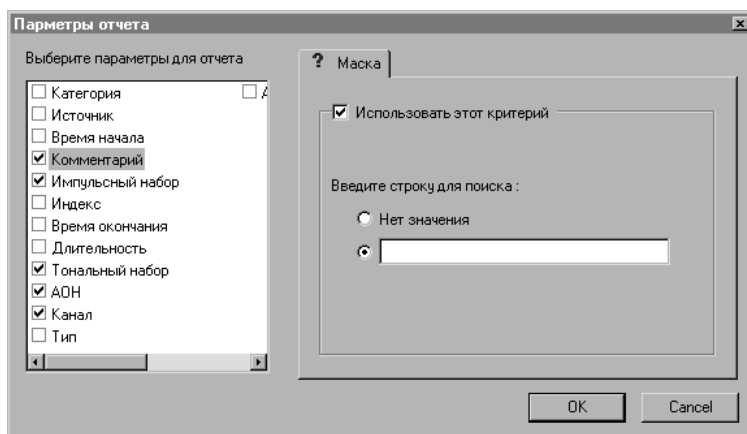 Парметры отчета
Выберите параметры для отчета
Категория
Источник
Время начала
Комментарий
Импульсный набор
Индекс
Время окончания
Длительность
Тональный набор
АОН
Канал
Тип
? Маска
Использовать этот критерий
Введите строку для поиска :
Нет значения
OK
Cancel